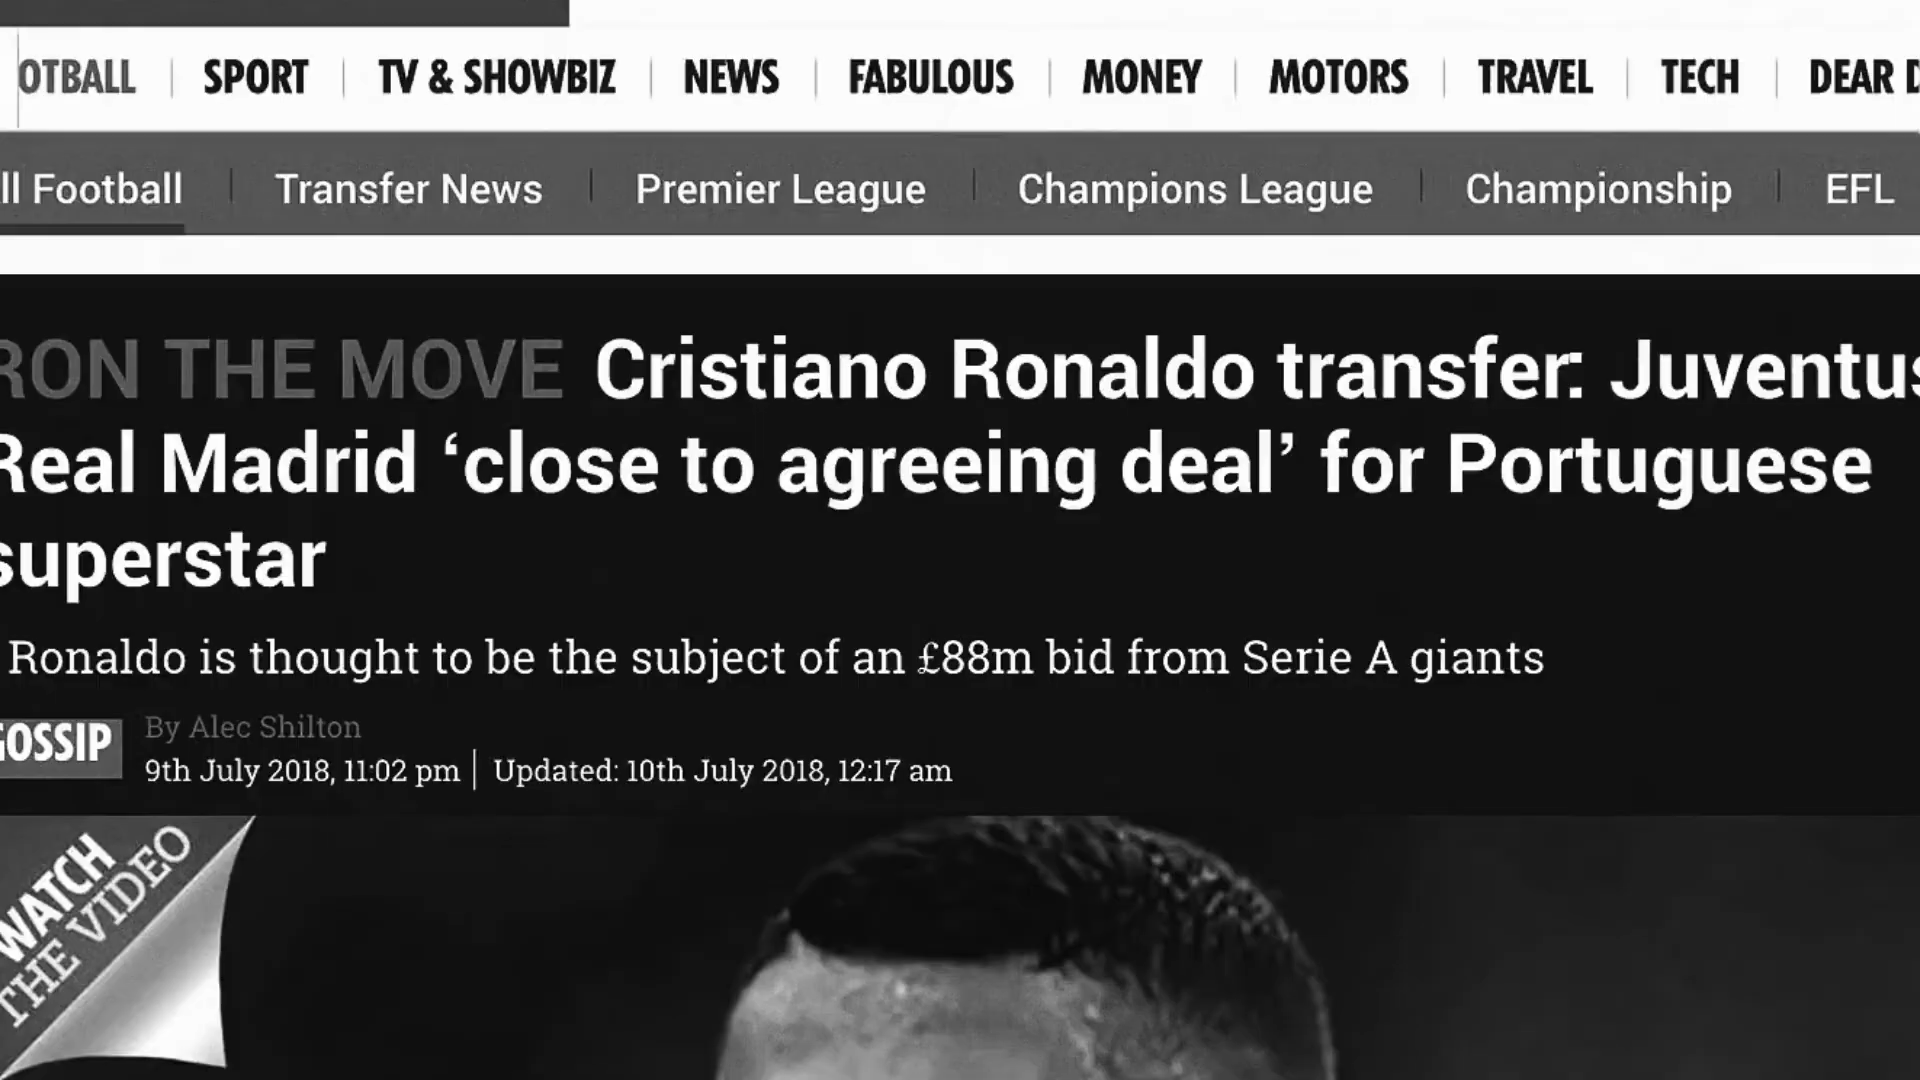 OTBALL SPORT TV & SHOWBIZ NEWS FABULOUS MONEY MOTORS TRAVEL TECH DEAR D
ll Football Transfer News Premier League Champions League Championship EFL
RON THE MOVE Cristiano Ronaldo transfer: Juventus
Real Madrid ‘close to agreeing deal’ for Portuguese
superstar
Ronaldo is thought to be the subject of an £88m bid from Serie A giants
GOSSIP
By Alec Shilton
9th July 2018, 11:02 pm | Updated: 10th July 2018, 12:17 am
WATCH
THE VIDEO